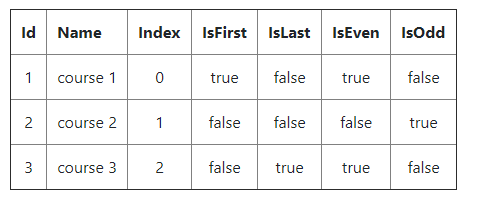 Id Name Index IsFirst IsLast IsEven IsOdd
1 course 1 0 true false true false
2 course 2 1 false false false true
3 course 3 2 false true true false